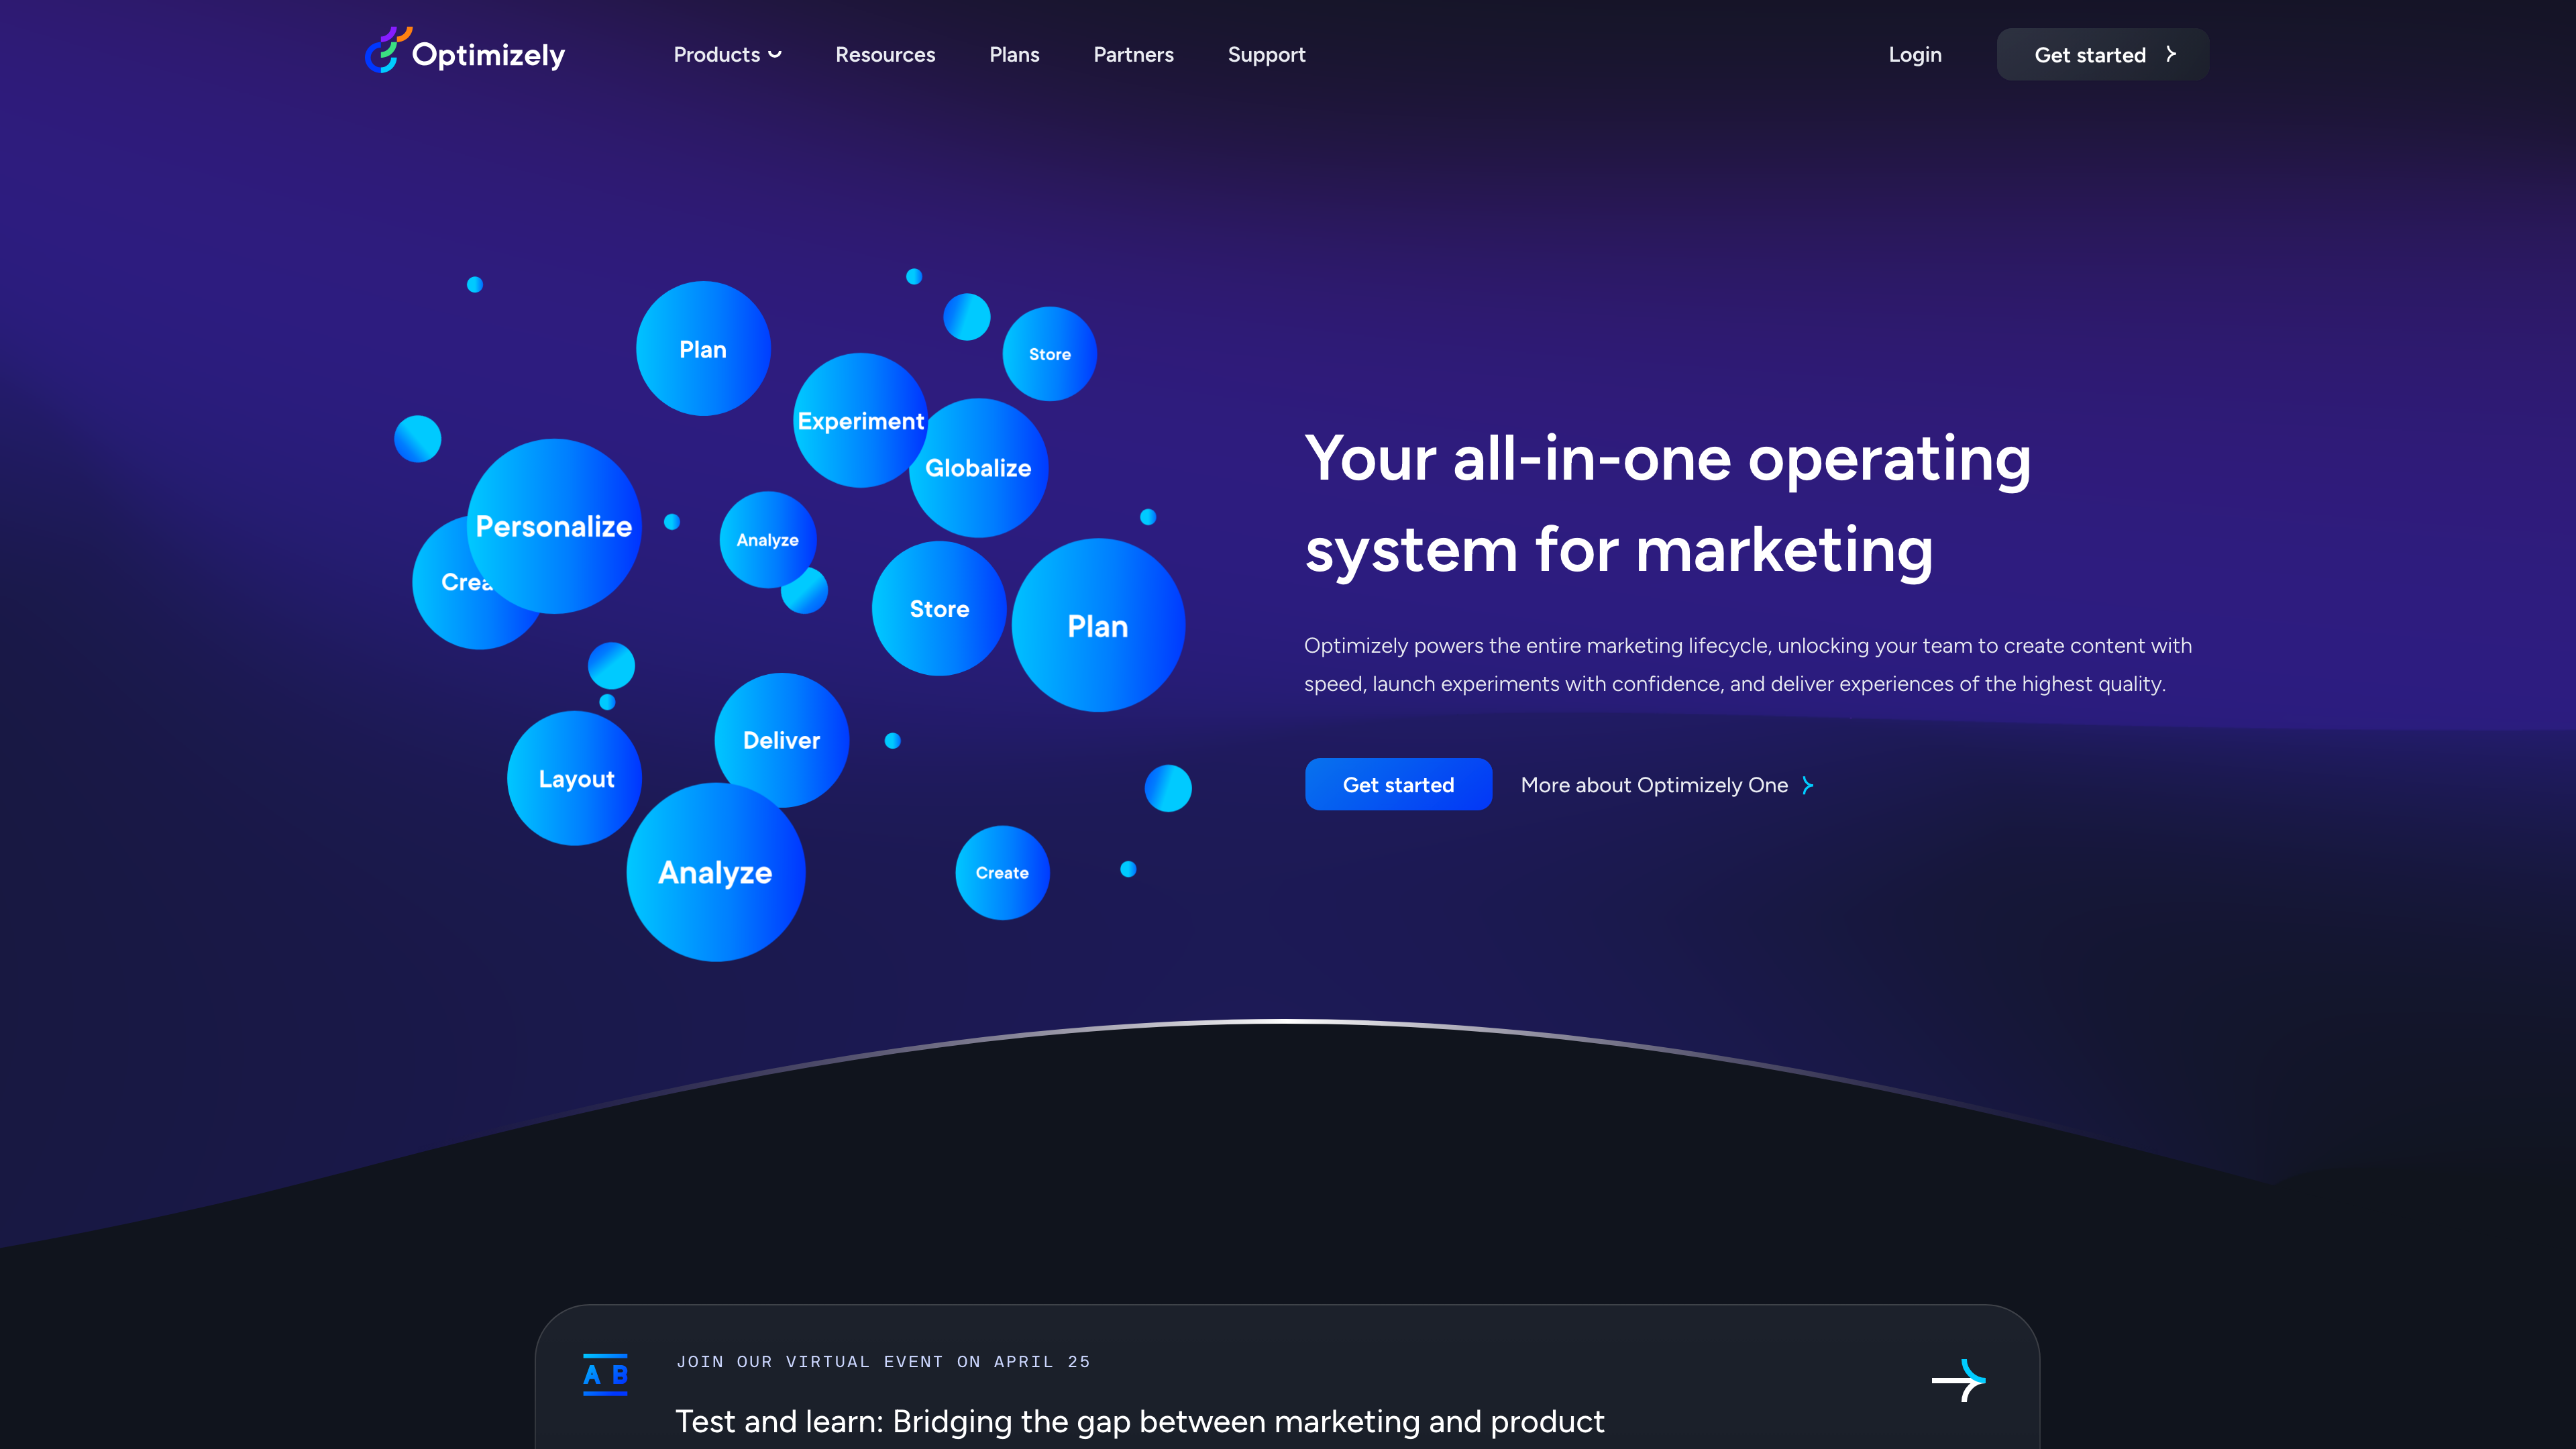 Optimizely
Products
Resources
Plans
Partners
Support
Login
Get started
Plan
Store
Experiment
Globalize
Personalize
Analyze
Store
Plan
Deliver
Layout
Analyze
Create
Your all-in-one operating
system for marketing
Optimizely powers the entire marketing lifecycle, unlocking your team to create content with
speed, launch experiments with confidence, and deliver experiences of the highest quality.
Get started
More about Optimizely One
A B
JOIN OUR VIRTUAL EVENT ON APRIL 25
Test and learn: Bridging the gap between marketing and product